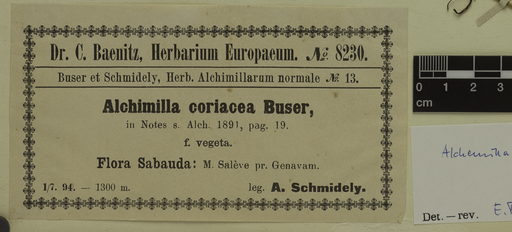 Dr. C. Baenitz, Herbarium Europaeum. № 8230.
Buser et Schmidely, Herb. Alchimillarum normale № 13.
Alchimilla coriacea Buser,
in Notes s. Alch. 1891, pag. 19.
f. vegeta.
Flora Sabauda: M. Salève pr. Genavam.
1/7. 94. — 1300 m. leg. A. Schmidely.
0 1 2 3
cm
Alchemilla
Det. — rev. E.